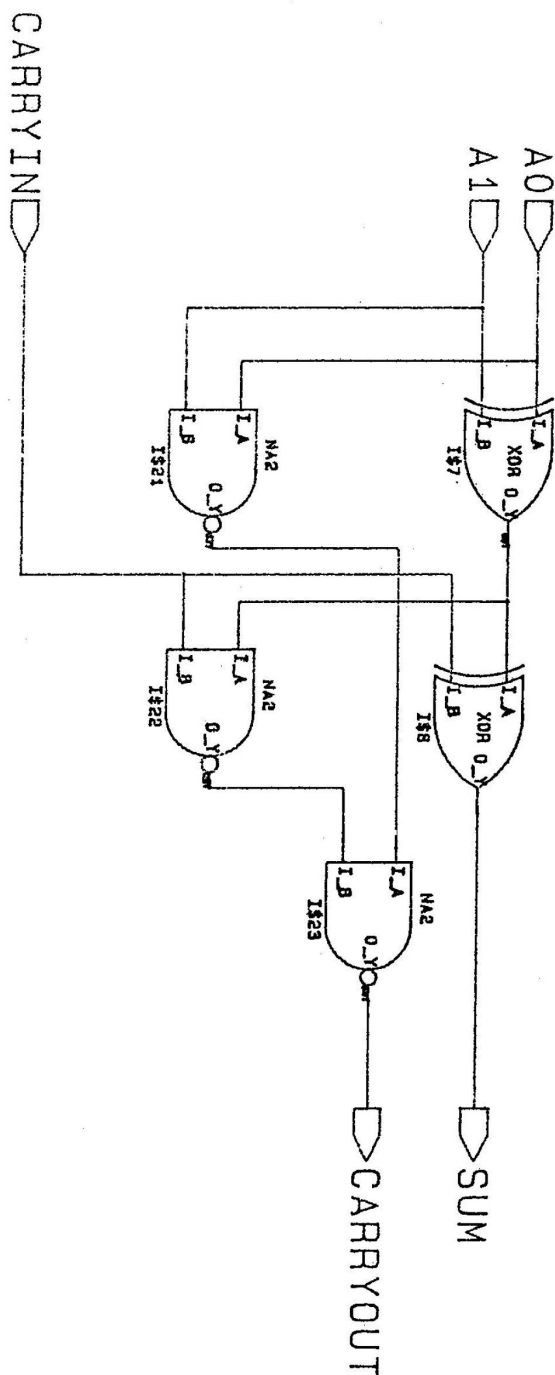 A0
A1
CARRYIN
I_A
I_B
XOR O_Y
I$7
NA2
I_A
I_B
O_Y
I$21
I_A
I_B
XOR O_Y
I$8
NA2
I_A
I_B
O_Y
I$22
NA2
I_A
I_B
O_Y
I$23
SUM
CARRYOUT